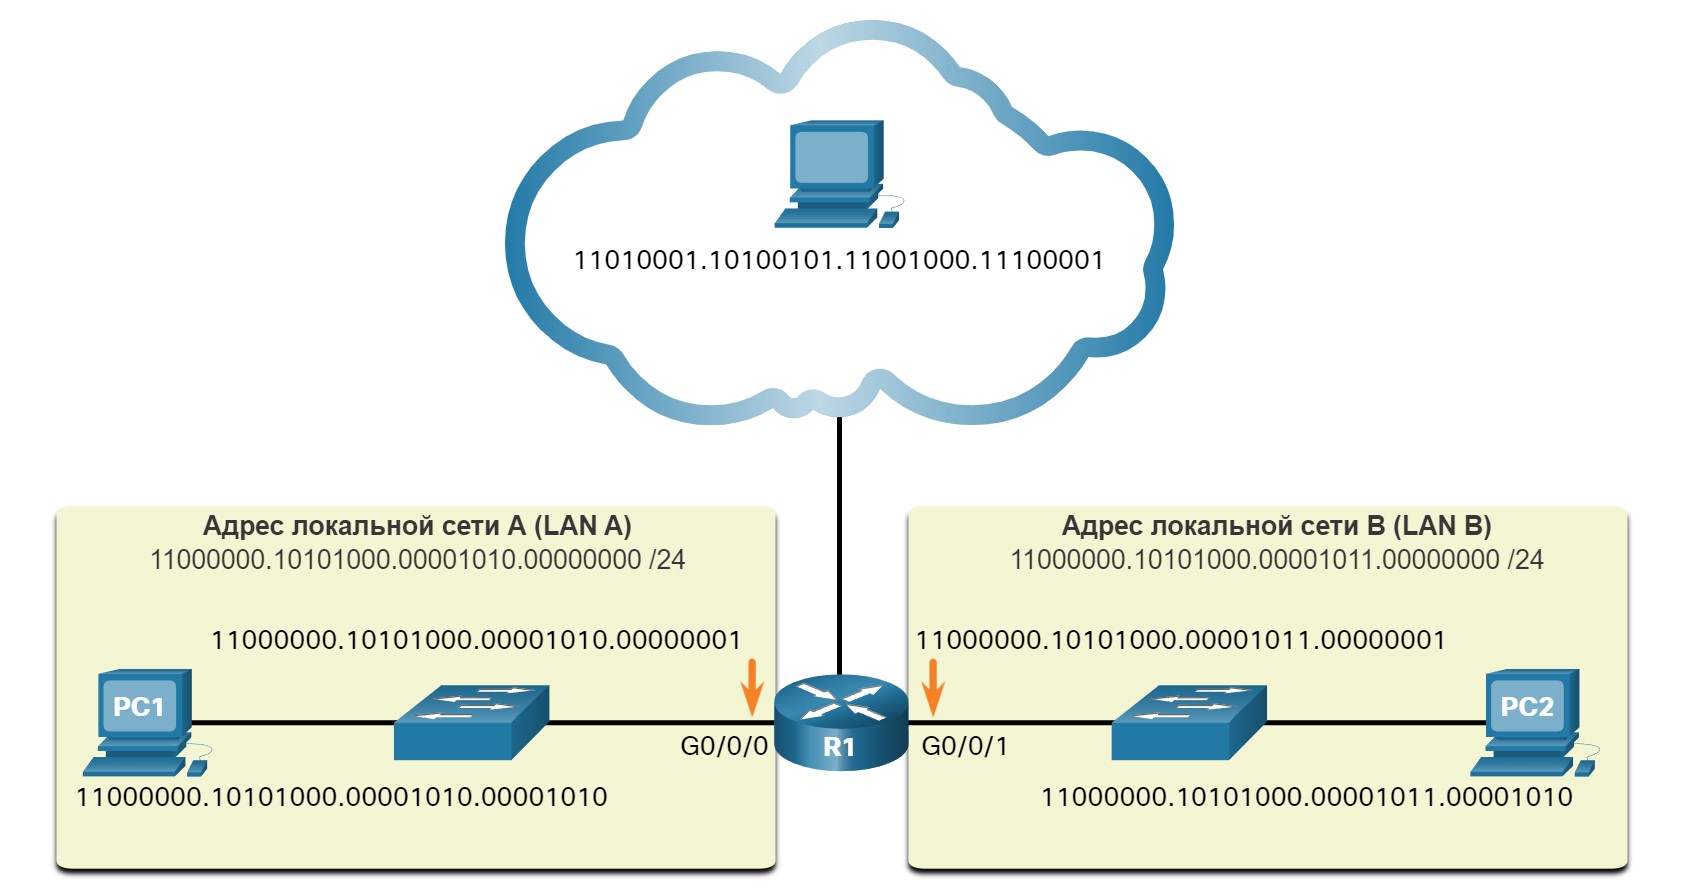 11010001.10100101.11001000.11100001
Адрес локальной сети A (LAN A)
11000000.10101000.00001010.00000000 /24
11000000.10101000.00001010.00000001
PC1
G0/0/0
11000000.10101000.00001010.00001010
R1
Адрес локальной сети B (LAN B)
11000000.10101000.00001011.00000000 /24
11000000.10101000.00001011.00000001
G0/0/1
PC2
11000000.10101000.00001011.00001010